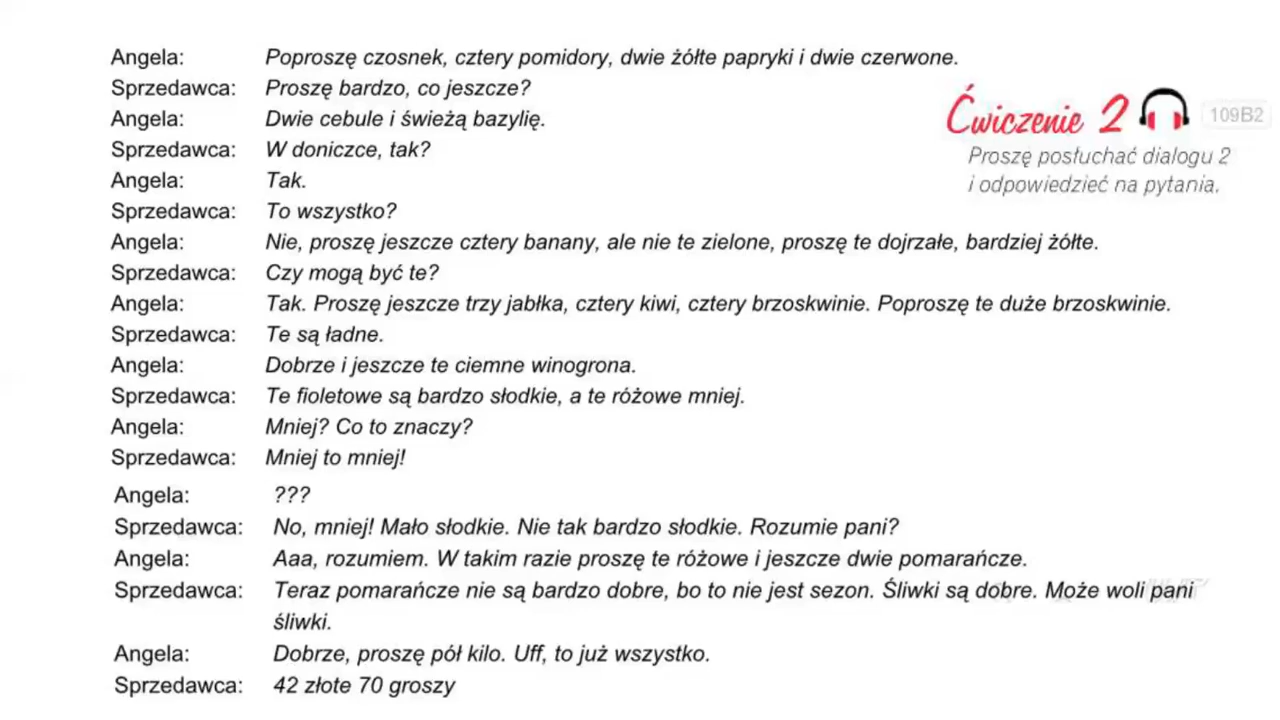 Angela: Poproszę czosnek, cztery pomidory, dwie żółte papryki i dwie czerwone.
Sprzedawca: Proszę bardzo, co jeszcze?
Angela: Dwie cebule i świeżą bazylię.
Sprzedawca: W doniczce, tak?
Angela: Tak.
Sprzedawca: To wszystko?
Angela: Nie, proszę jeszcze cztery banany, ale nie te zielone, proszę te dojrzałe, bardziej żółte.
Sprzedawca: Czy mogą być te?
Angela: Tak. Proszę jeszcze trzy jabłka, cztery kiwi, cztery brzoskwinie. Poproszę te duże brzoskwinie.
Sprzedawca: Te są ładne.
Angela: Dobrze i jeszcze te ciemne winogrona.
Sprzedawca: Te fioletowe są bardzo słodkie, a te różowe mniej.
Angela: Mniej? Co to znaczy?
Sprzedawca: Mniej to mniej!
Angela: ???
Sprzedawca: No, mniej! Mało słodkie. Nie tak bardzo słodkie. Rozumie pani?
Angela: Aaa, rozumiem. W takim razie proszę te różowe i jeszcze dwie pomarańcze.
Sprzedawca: Teraz pomarańcze nie są bardzo dobre, bo to nie jest sezon. Śliwki są dobre. Może woli pani
śliwki.
Angela: Dobrze, proszę pół kilo. Uff, to już wszystko.
Sprzedawca: 42 złote 70 groszy
Ćwiczenie 2
109B2
Proszę posłuchać dialogu 2
i odpowiedzieć na pytania.